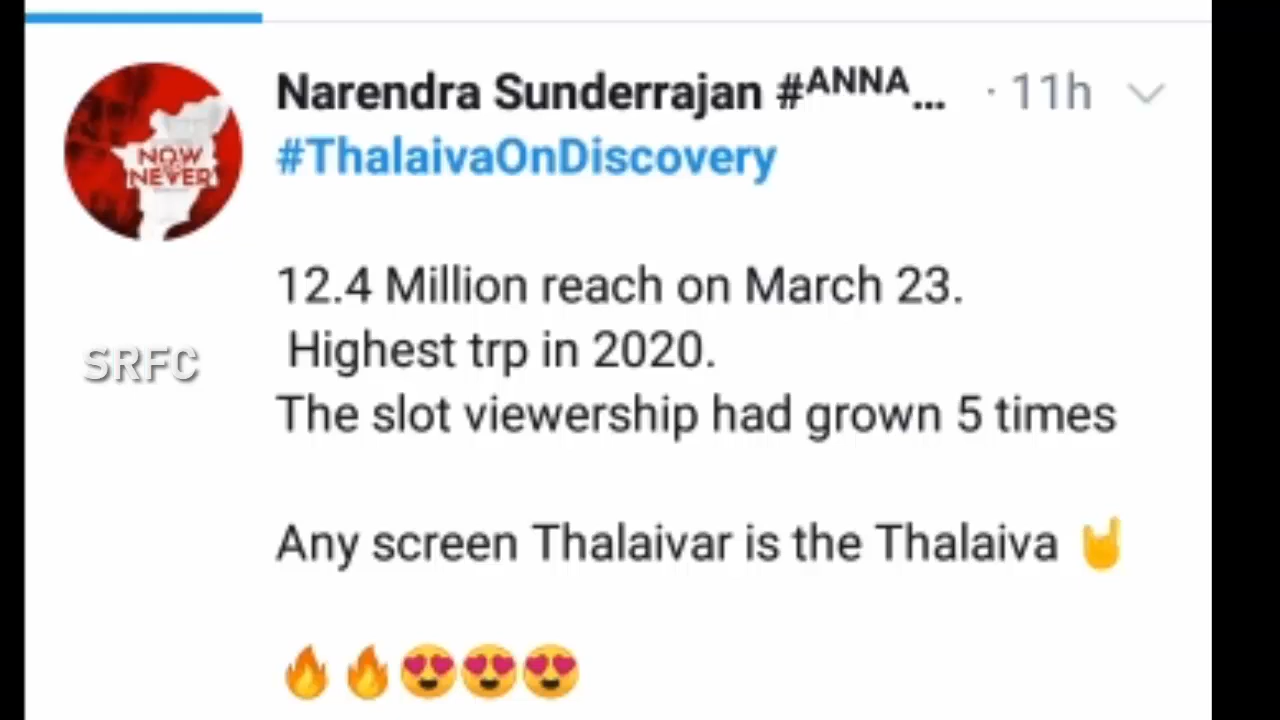 Narendra Sunderrajan #ᴬᴺᴺᴬ... · 11h
#ThalaivaOnDiscovery
NOW
NEVER
12.4 Million reach on March 23.
Highest trp in 2020.
SRFC
The slot viewership had grown 5 times
Any screen Thalaivar is the Thalaiva 🤘
🔥🔥😍😍😍